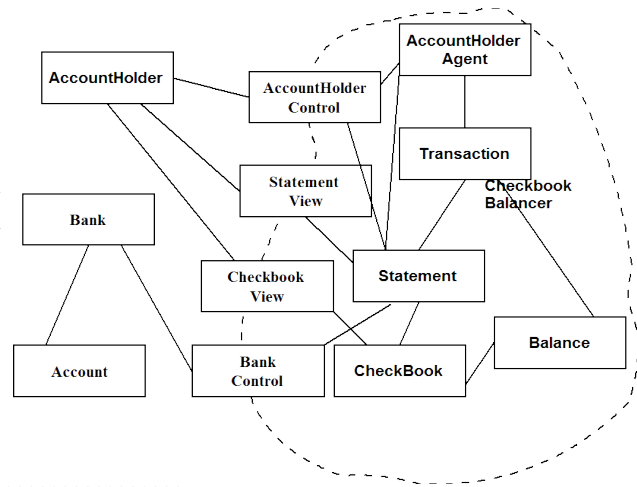 AccountHolder
Agent
AccountHolder
AccountHolder
Control
Transaction
Statement
View
Checkbook
Balancer
Bank
Checkbook
View
Statement
Account
Bank
Control
CheckBook
Balance